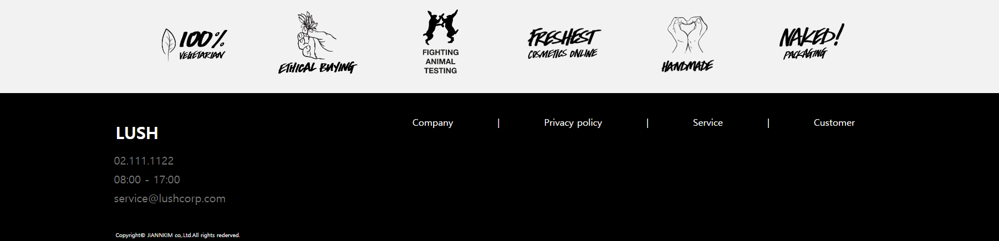 100%
VEGETARIAN
ETHICAL BUYING
FIGHTING
ANIMAL
TESTING
FRESHEST
COSMETICS ONLINE
HANDMADE
NAKED!
PACKAGING
LUSH
02.111.1122
08:00 - 17:00
service@lushcorp.com
Company | Privacy policy | Service | Customer
Copyright© JIANNKIM co,.Ltd.All rights rederved.